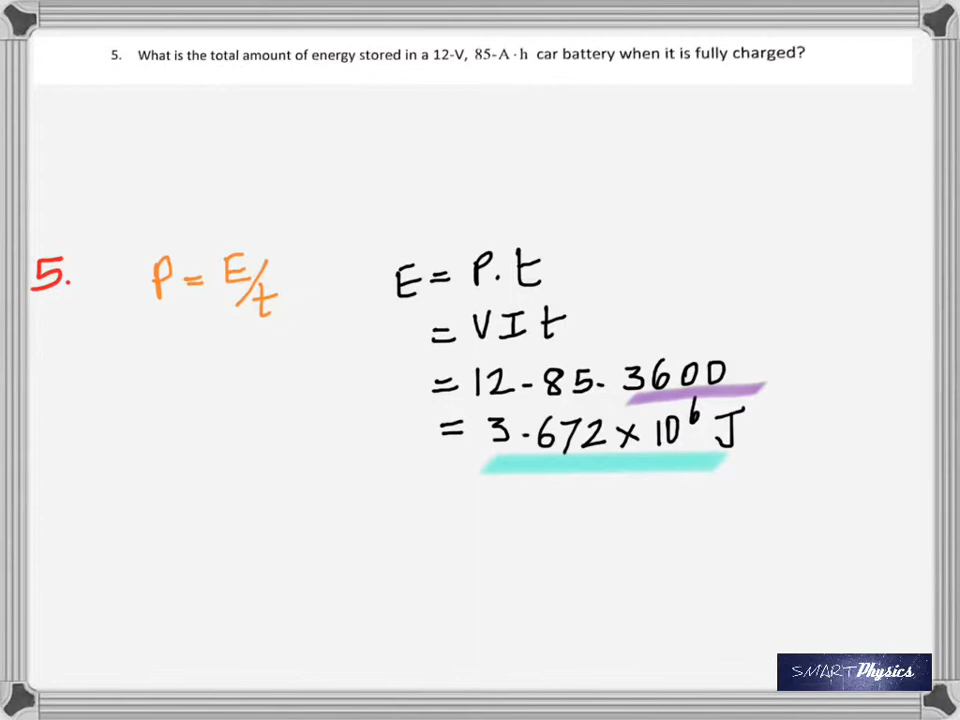 5. What is the total amount of energy stored in a 12-V, 85-A·h car battery when it is fully charged?
5. P = E/t
E = P.t
= VIt
= 12-85-3600
= 3.672 x 10⁶ J
SMARTPhysics